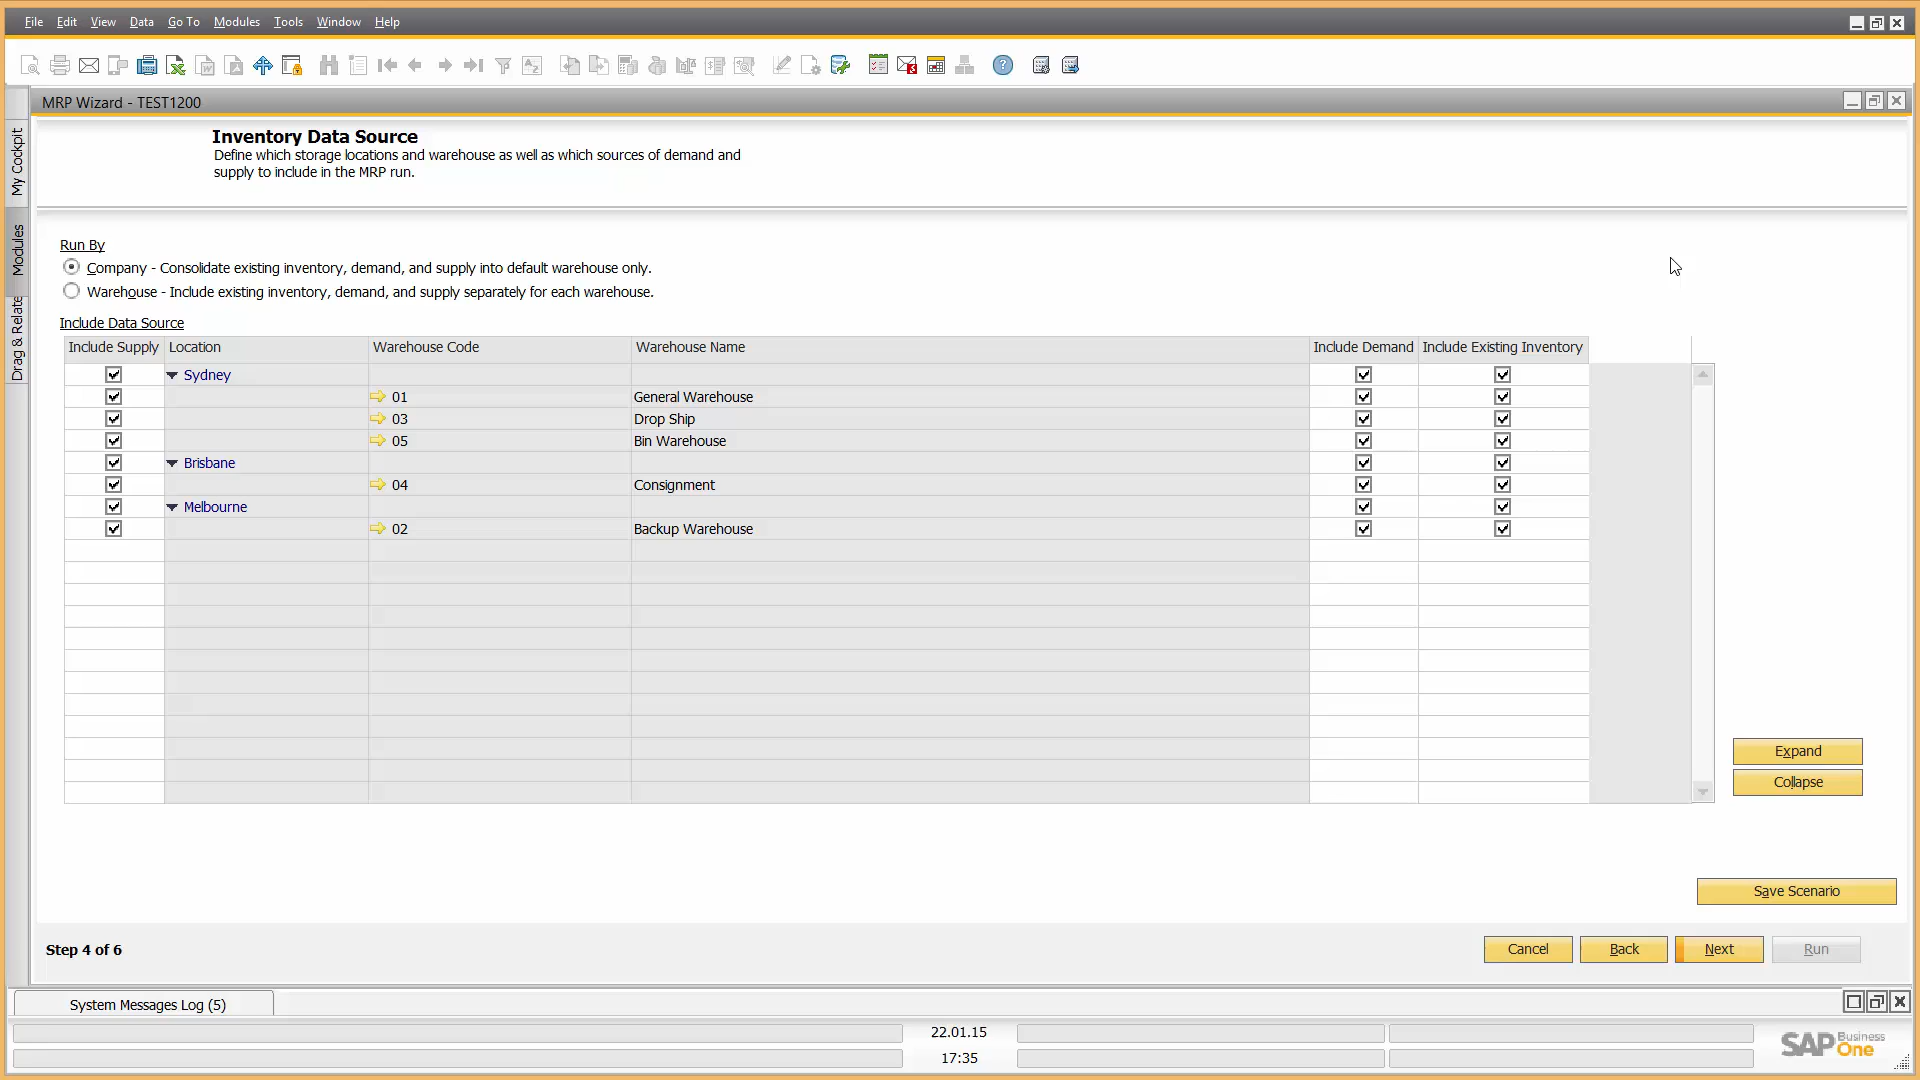 File Edit View Data Go To Modules Tools Window Help
MRP Wizard - TEST1200
My Cockpit
Modules
Drag & Relate
Inventory Data Source
Define which storage locations and warehouse as well as which sources of demand and
supply to include in the MRP run.
Run By
Company - Consolidate existing inventory, demand, and supply into default warehouse only.
Warehouse - Include existing inventory, demand, and supply separately for each warehouse.
Include Data Source
Include Supply Location Warehouse Code Warehouse Name Include Demand Include Existing Inventory
Sydney
01 General Warehouse
03 Drop Ship
05 Bin Warehouse
Brisbane
04 Consignment
Melbourne
02 Backup Warehouse
Expand
Collapse
Save Scenario
Step 4 of 6
Cancel Back Next Run
System Messages Log (5)
22.01.15
17:35
SAP Business One